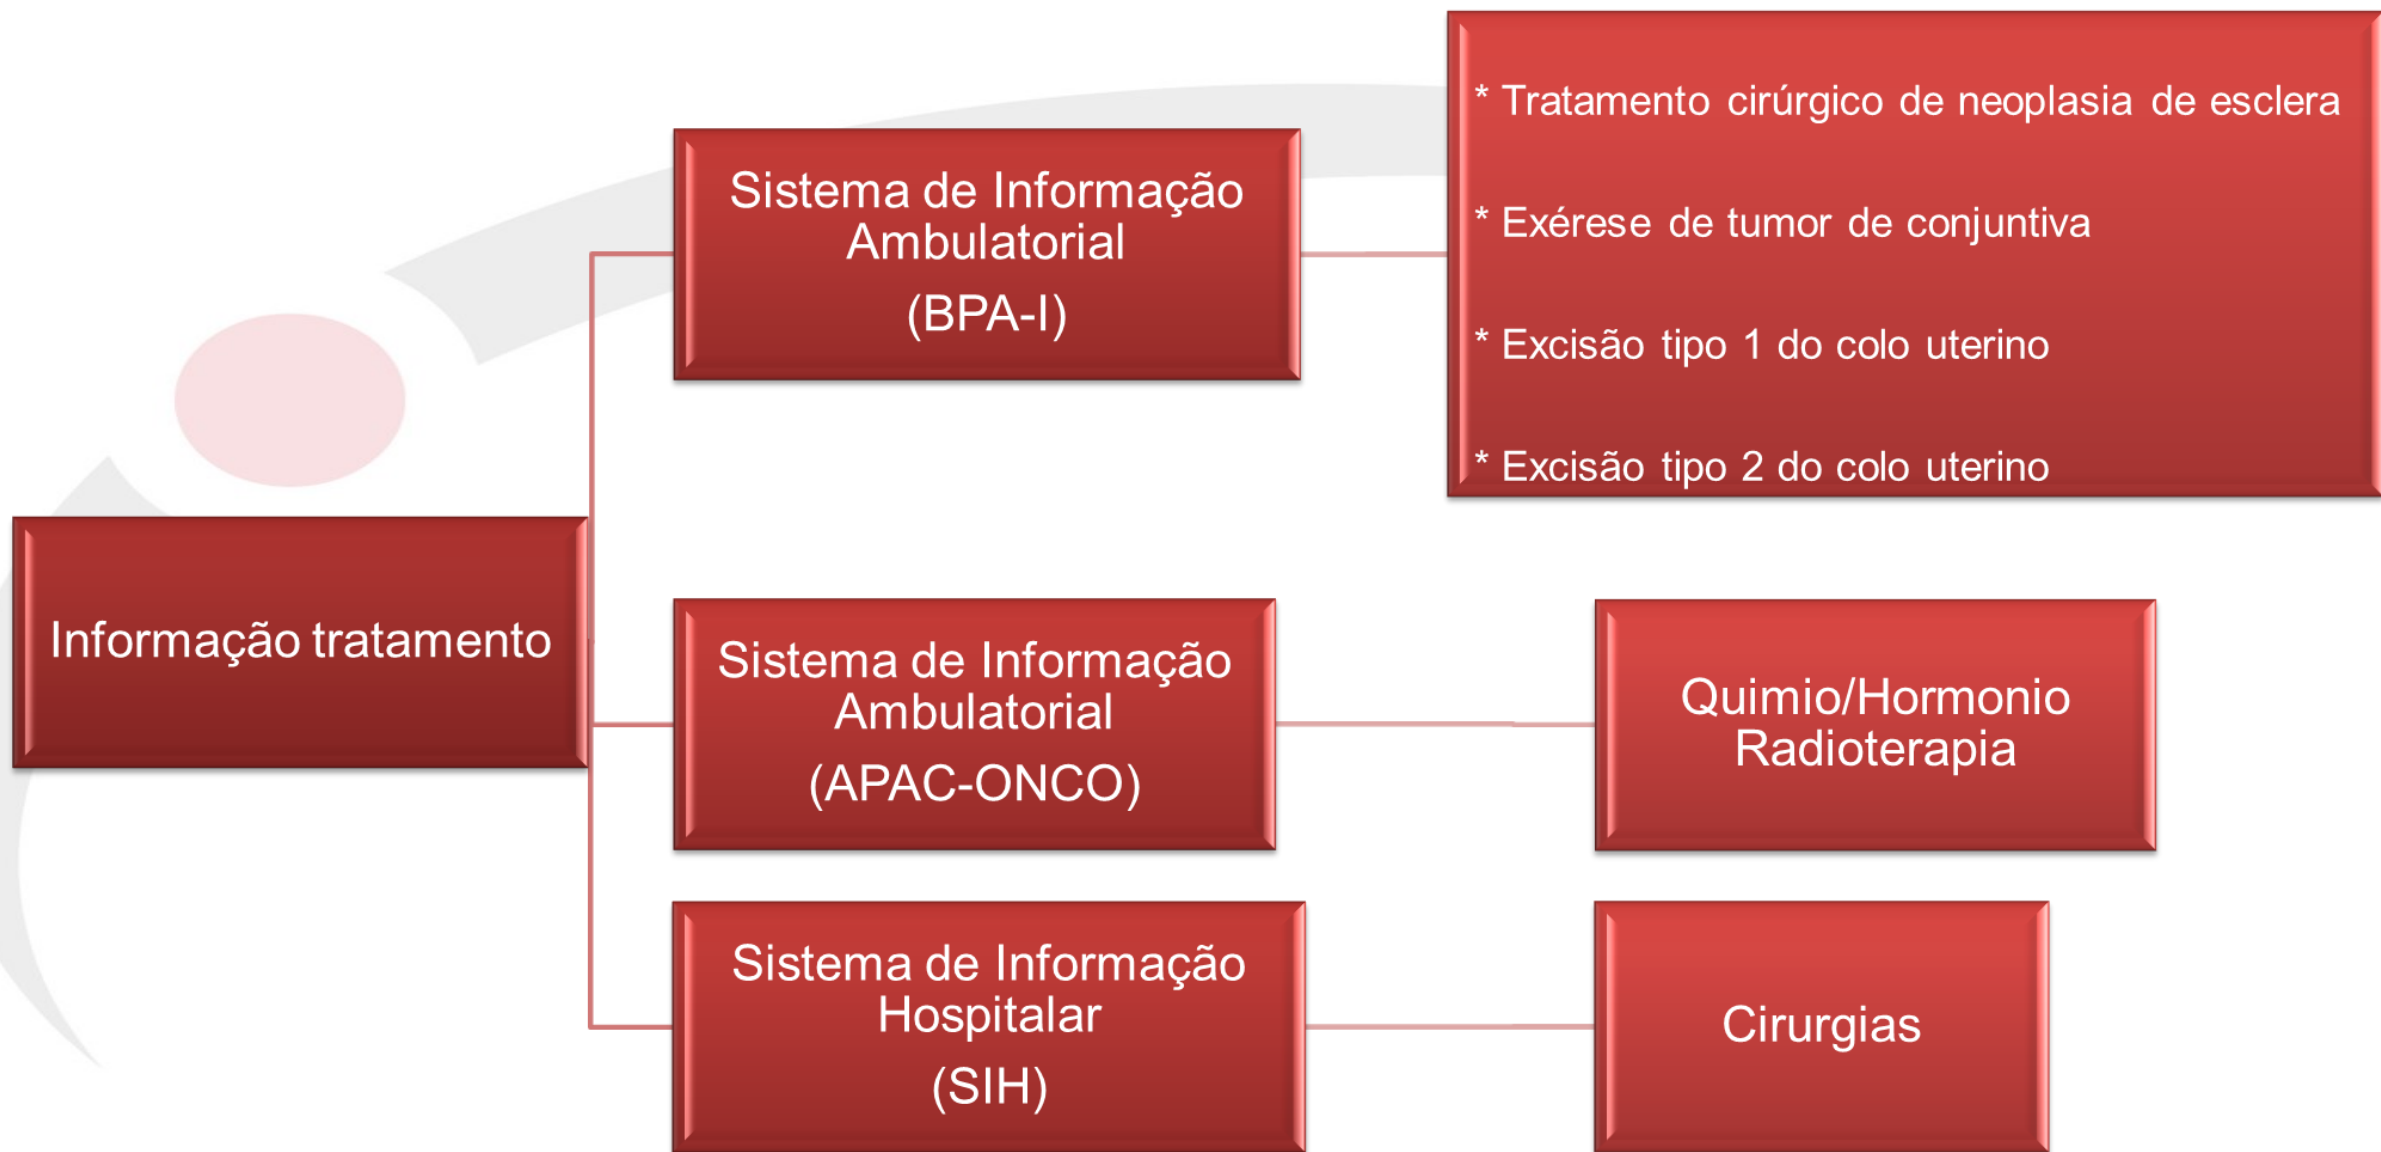 Informação tratamento
Sistema de Informação
Ambulatorial
(BPA-I)
* Tratamento cirúrgico de neoplasia de esclera
* Exérese de tumor de conjuntiva
* Excisão tipo 1 do colo uterino
* Excisão tipo 2 do colo uterino
Sistema de Informação
Ambulatorial
(APAC-ONCO)
Quimio/Hormonio
Radioterapia
Sistema de Informação
Hospitalar
(SIH)
Cirurgias